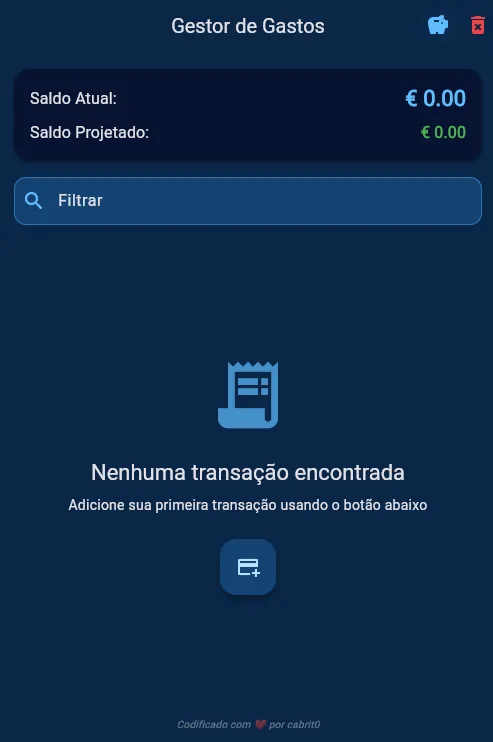 Gestor de Gastos
Saldo Atual: € 0.00
Saldo Projetado: € 0.00
Filtrar
Nenhuma transação encontrada
Adicione sua primeira transação usando o botão abaixo
Codificado com ❤️ por cabrit0